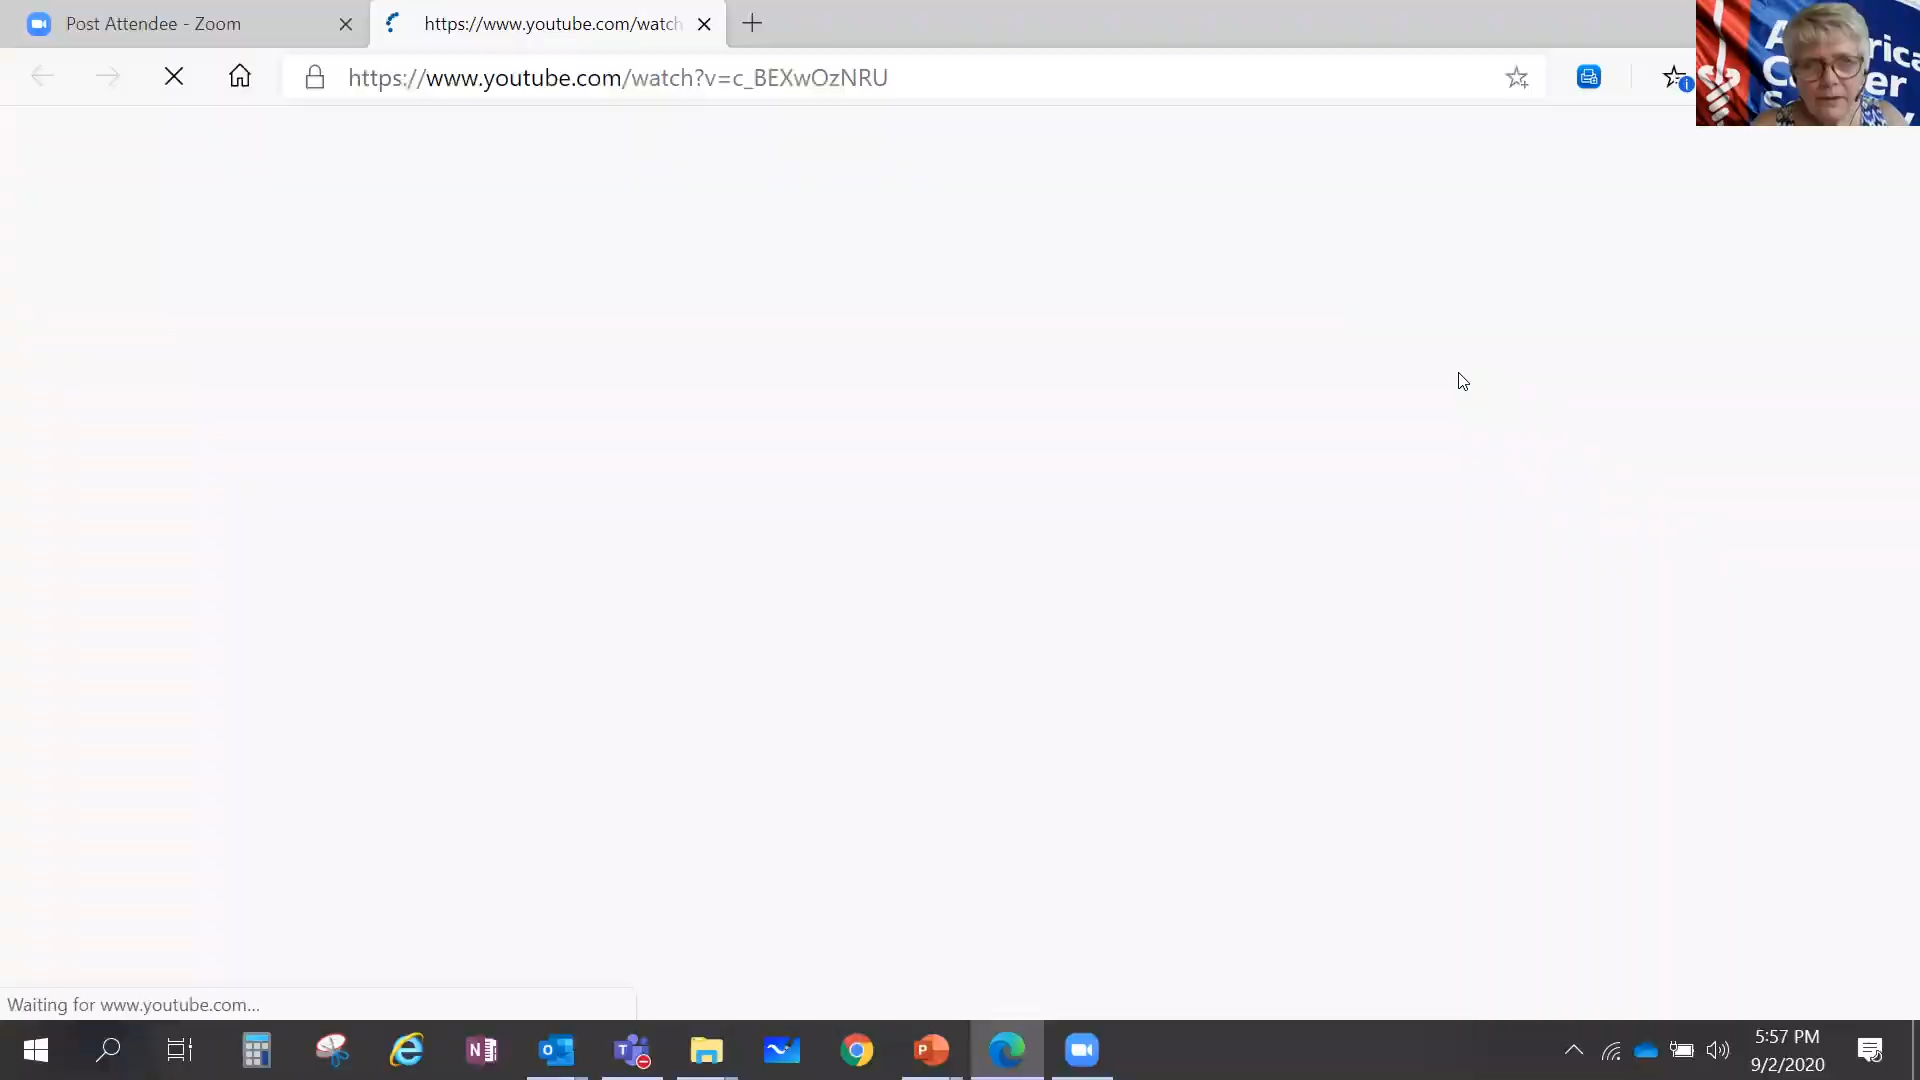 Post Attendee - Zoom
https://www.youtube.com/watch
https://www.youtube.com/watch?v=c_BEXwOzNRU
Waiting for www.youtube.com...
5:57 PM
9/2/2020